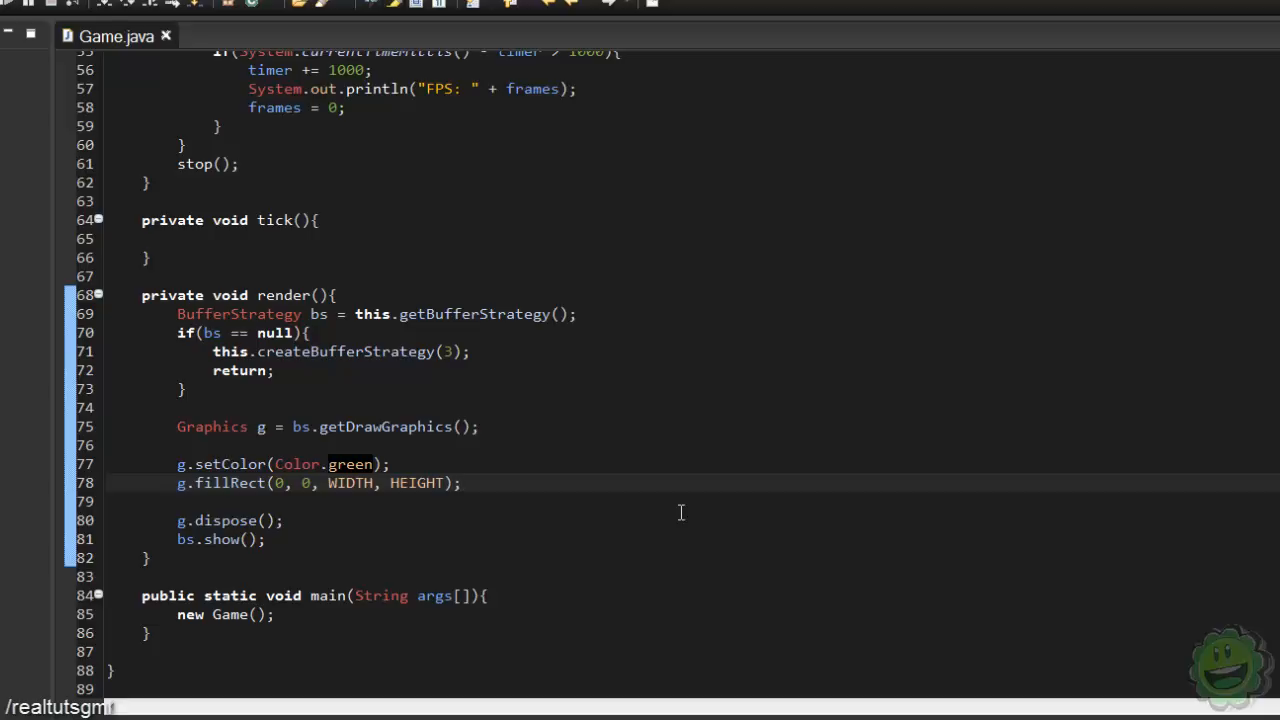 Game.java
55 if(System.currentTimeMillis() - timer > 1000){
56 timer += 1000;
57 System.out.println("FPS: " + frames);
58 frames = 0;
59 }
60 }
61 stop();
62 }
63
64 private void tick(){
65
66 }
67
68 private void render(){
69 BufferStrategy bs = this.getBufferStrategy();
70 if(bs == null){
71 this.createBufferStrategy(3);
72 return;
73 }
74
75 Graphics g = bs.getDrawGraphics();
76
77 g.setColor(Color.green);
78 g.fillRect(0, 0, WIDTH, HEIGHT);
79
80 g.dispose();
81 bs.show();
82 }
83
84 public static void main(String args[]){
85 new Game();
86 }
87
88 }
89